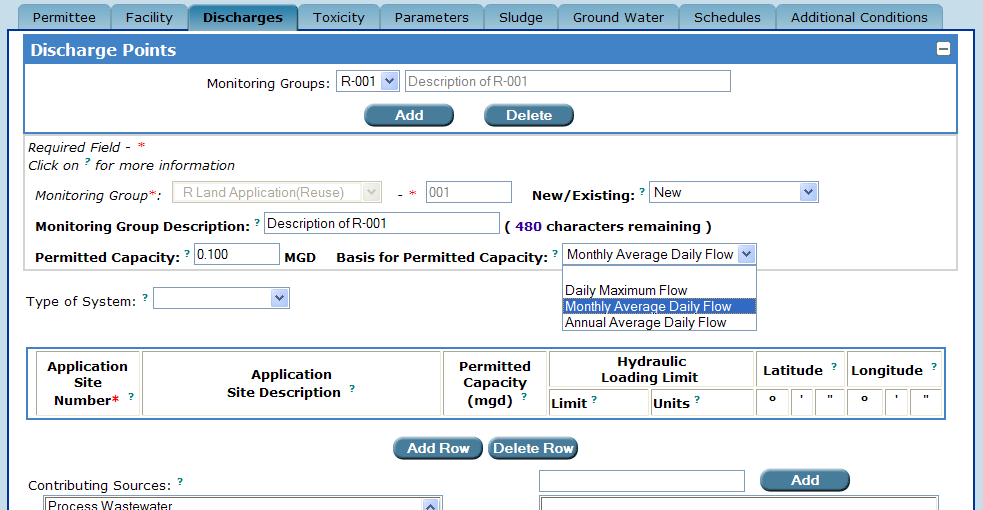 Permittee Facility Discharges Toxicity Parameters Sludge Ground Water Schedules Additional Conditions
Discharge Points
Monitoring Groups: R-001 Description of R-001
Add Delete
Required Field - *
Click on ? for more information
Monitoring Group*: R Land Application(Reuse) - * 001 New/Existing: ? New
Monitoring Group Description: ? Description of R-001 ( 480 characters remaining )
Permitted Capacity: ? 0.100 MGD Basis for Permitted Capacity: ? Monthly Average Daily Flow
Daily Maximum Flow
Monthly Average Daily Flow
Annual Average Daily Flow
Type of System: ?
Application Site Number* ? Application Site Description ? Permitted Capacity (mgd) ? Hydraulic Loading Limit Latitude ? Longitude ?
Limit ? Units ? º ' " º ' "
Add Row Delete Row
Contributing Sources: ? Add
Process Wastewater